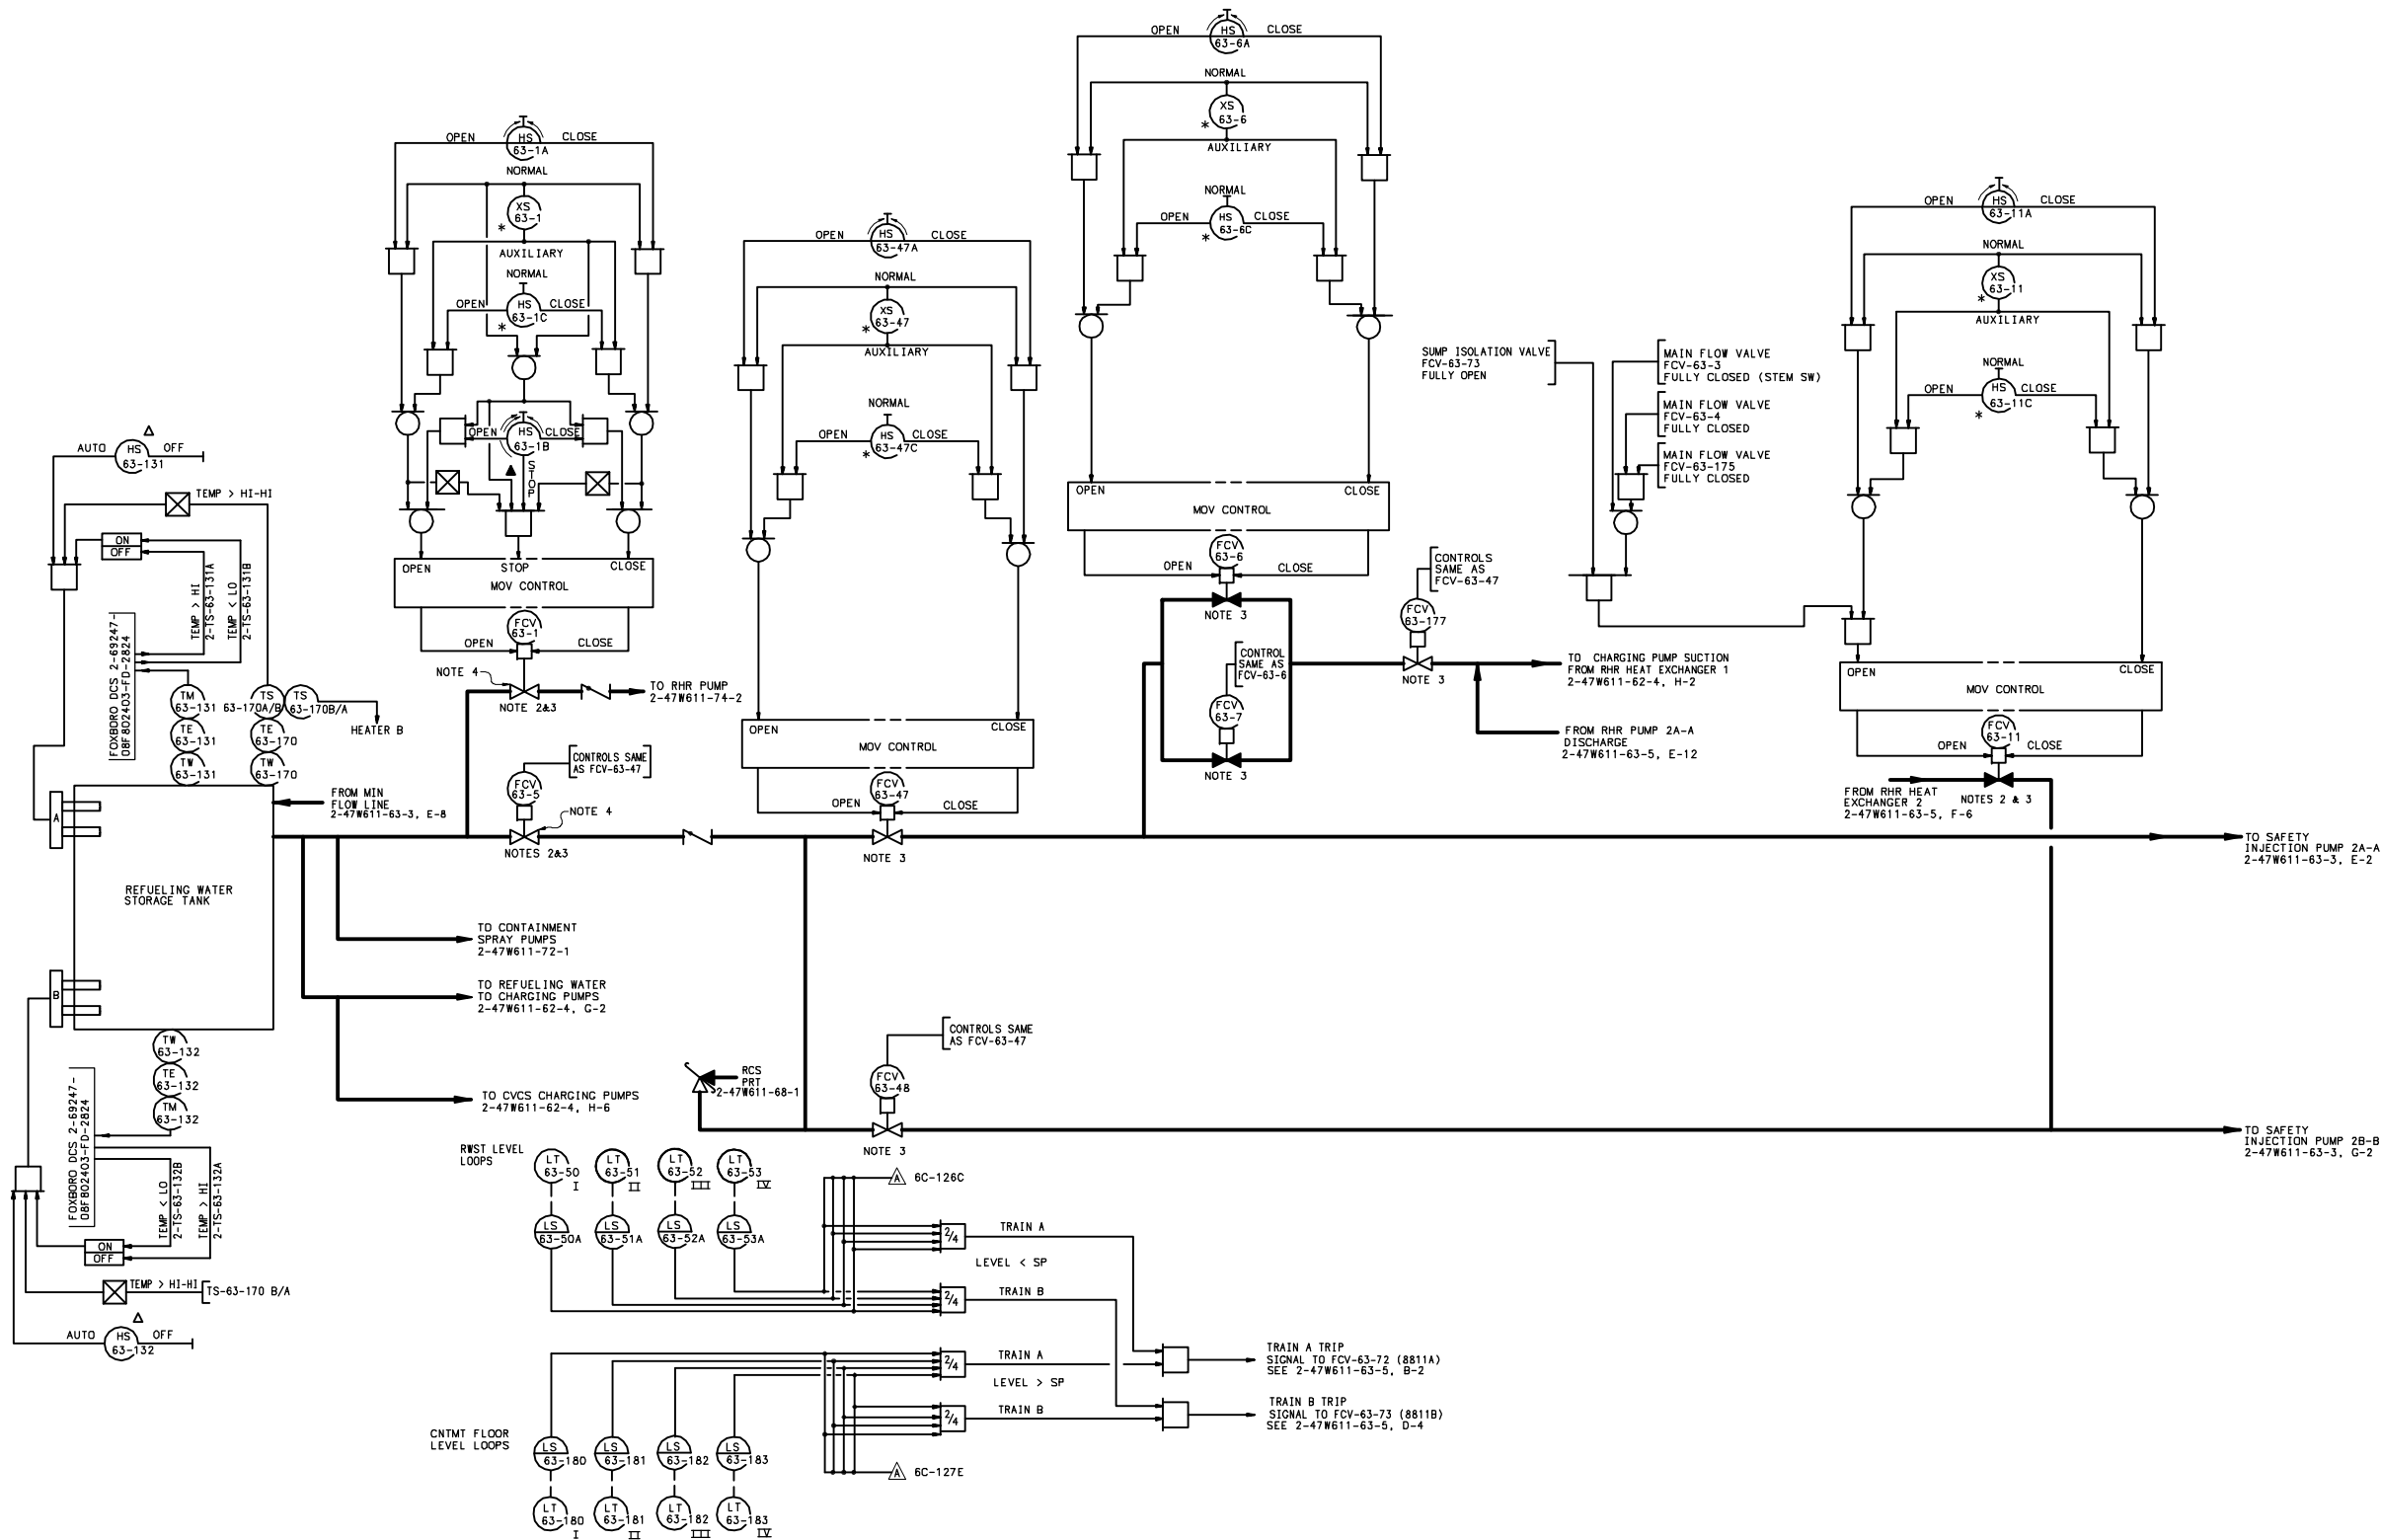 OPEN
HS
63-6A
CLOSE
NORMAL
XS
63-6
*
AUXILIARY
NORMAL
OPEN
HS
63-6C
CLOSE
*
OPEN
CLOSE
MOV CONTROL
FCV
63-6
OPEN
CLOSE
NOTE 3
CONTROL
SAME AS
FCV-63-6
FCV
63-7
NOTE 3
OPEN
HS
63-1A
CLOSE
NORMAL
XS
63-1
*
AUXILIARY
NORMAL
OPEN
HS
63-1C
CLOSE
*
OPEN
HS
63-1B
CLOSE
STOP
OPEN
STOP
CLOSE
MOV CONTROL
FCV
63-1
OPEN
CLOSE
NOTE 4
NOTE 2&3
TO RHR PUMP
2-47W611-74-2
OPEN
HS
63-47A
CLOSE
NORMAL
XS
63-47
*
AUXILIARY
NORMAL
OPEN
HS
63-47C
CLOSE
*
OPEN
CLOSE
MOV CONTROL
FCV
63-47
OPEN
CLOSE
NOTE 3
CONTROLS SAME
AS FCV-63-47
FCV
63-5
NOTE 4
NOTES 2&3
CONTROLS
SAME AS
FCV-63-47
FCV
63-177
NOTE 3
TO CHARGING PUMP SUCTION
FROM RHR HEAT EXCHANGER 1
2-47W611-62-4, H-2
FROM RHR PUMP 2A-A
DISCHARGE
2-47W611-63-5, E-12
SUMP ISOLATION VALVE
FCV-63-73
FULLY OPEN
MAIN FLOW VALVE
FCV-63-3
FULLY CLOSED (STEM SW)
MAIN FLOW VALVE
FCV-63-4
FULLY CLOSED
MAIN FLOW VALVE
FCV-63-175
FULLY CLOSED
OPEN
HS
63-11A
CLOSE
NORMAL
XS
63-11
*
AUXILIARY
NORMAL
OPEN
HS
63-11C
CLOSE
*
OPEN
CLOSE
MOV CONTROL
FCV
63-11
OPEN
CLOSE
FROM RHR HEAT
EXCHANGER 2
2-47W611-63-5, F-6
NOTES 2 & 3
TO SAFETY
INJECTION PUMP 2A-A
2-47W611-63-3, E-2
TO SAFETY
INJECTION PUMP 2B-B
2-47W611-63-3, G-2
AUTO
HS
63-131
OFF
TEMP > HI-HI
ON
OFF
TEMP > HI
2-TS-63-131A
TEMP < LO
2-TS-63-131B
FOXBORO DCS 2-69247-
08F802403-FD-2824
TM
63-131
TE
63-131
TW
63-131
TS
63-170A/B
TS
63-170B/A
TE
63-170
TW
63-170
HEATER B
FROM MIN
FLOW LINE
2-47W611-63-3, E-8
A
B
REFUELING WATER
STORAGE TANK
TO CONTAINMENT
SPRAY PUMPS
2-47W611-72-1
TO REFUELING WATER
TO CHARGING PUMPS
2-47W611-62-4, G-2
TO CVCS CHARGING PUMPS
2-47W611-62-4, H-6
TW
63-132
TE
63-132
TM
63-132
FOXBORO DCS 2-69247-
08F802403-FD-2824
TEMP < LO
2-TS-63-132B
TEMP > HI
2-TS-63-132A
ON
OFF
TEMP > HI-HI
TS-63-170 B/A
AUTO
HS
63-132
OFF
RCS
PRT
2-47W611-68-1
CONTROLS SAME
AS FCV-63-47
FCV
63-48
NOTE 3
RWST LEVEL
LOOPS
LT
63-50
I
LT
63-51
II
LT
63-52
III
LT
63-53
IV
LS
63-50A
LS
63-51A
LS
63-52A
LS
63-53A
A
6C-126C
2/4
TRAIN A
LEVEL < SP
2/4
TRAIN B
2/4
TRAIN A
LEVEL > SP
2/4
TRAIN B
TRAIN A TRIP
SIGNAL TO FCV-63-72 (8811A)
SEE 2-47W611-63-5, B-2
TRAIN B TRIP
SIGNAL TO FCV-63-73 (8811B)
SEE 2-47W611-63-5, D-4
CNTMT FLOOR
LEVEL LOOPS
LS
63-180
LS
63-181
LS
63-182
LS
63-183
A
6C-127E
LT
63-180
I
LT
63-181
II
LT
63-182
III
LT
63-183
IV